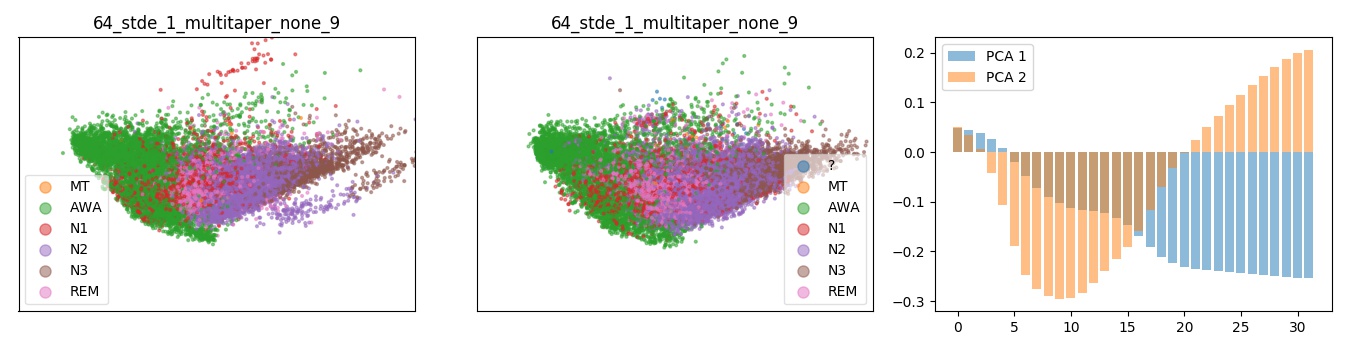 64_stde_1_multitaper_none_9
MT
AWA
N1
N2
N3
REM
64_stde_1_multitaper_none_9
?
MT
AWA
N1
N2
N3
REM
PCA 1
PCA 2
0.2
0.1
0.0
−0.1
−0.2
−0.3
0 5 10 15 20 25 30